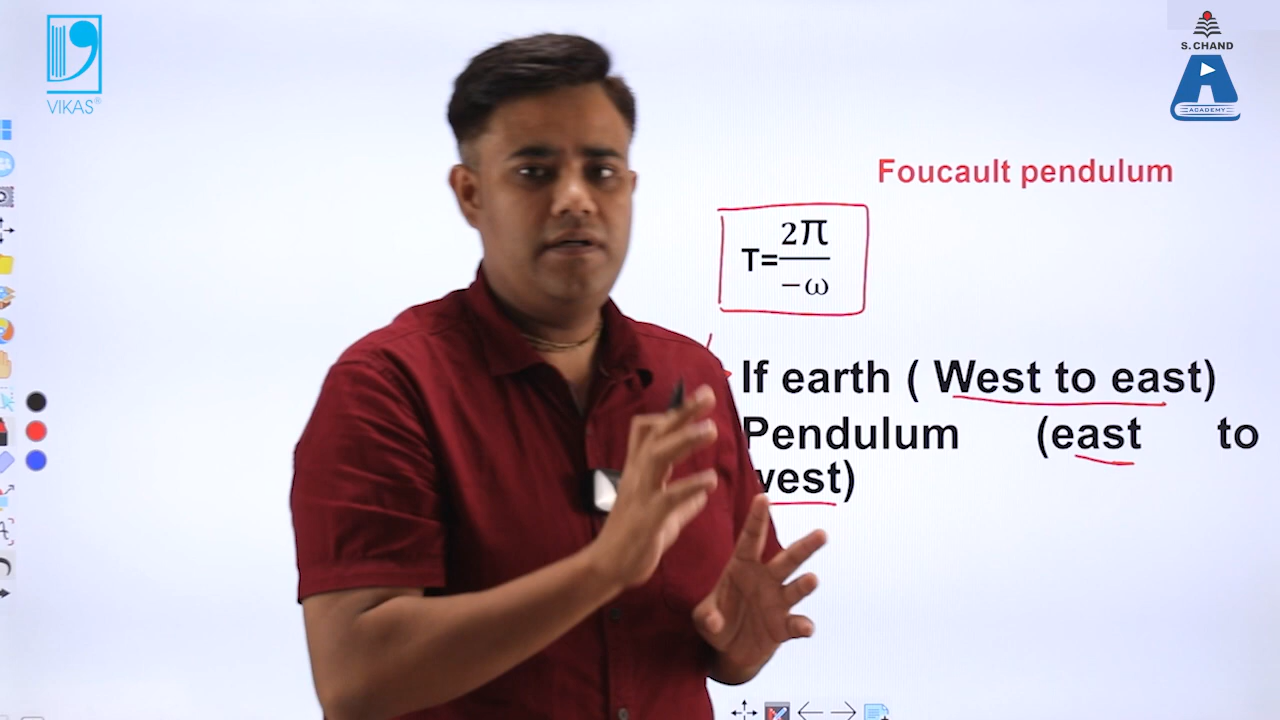 VIKAS®
S. CHAND
ACADEMY
Foucault pendulum
T=2π/−ω
If earth ( West to east)
Pendulum (east to
west)